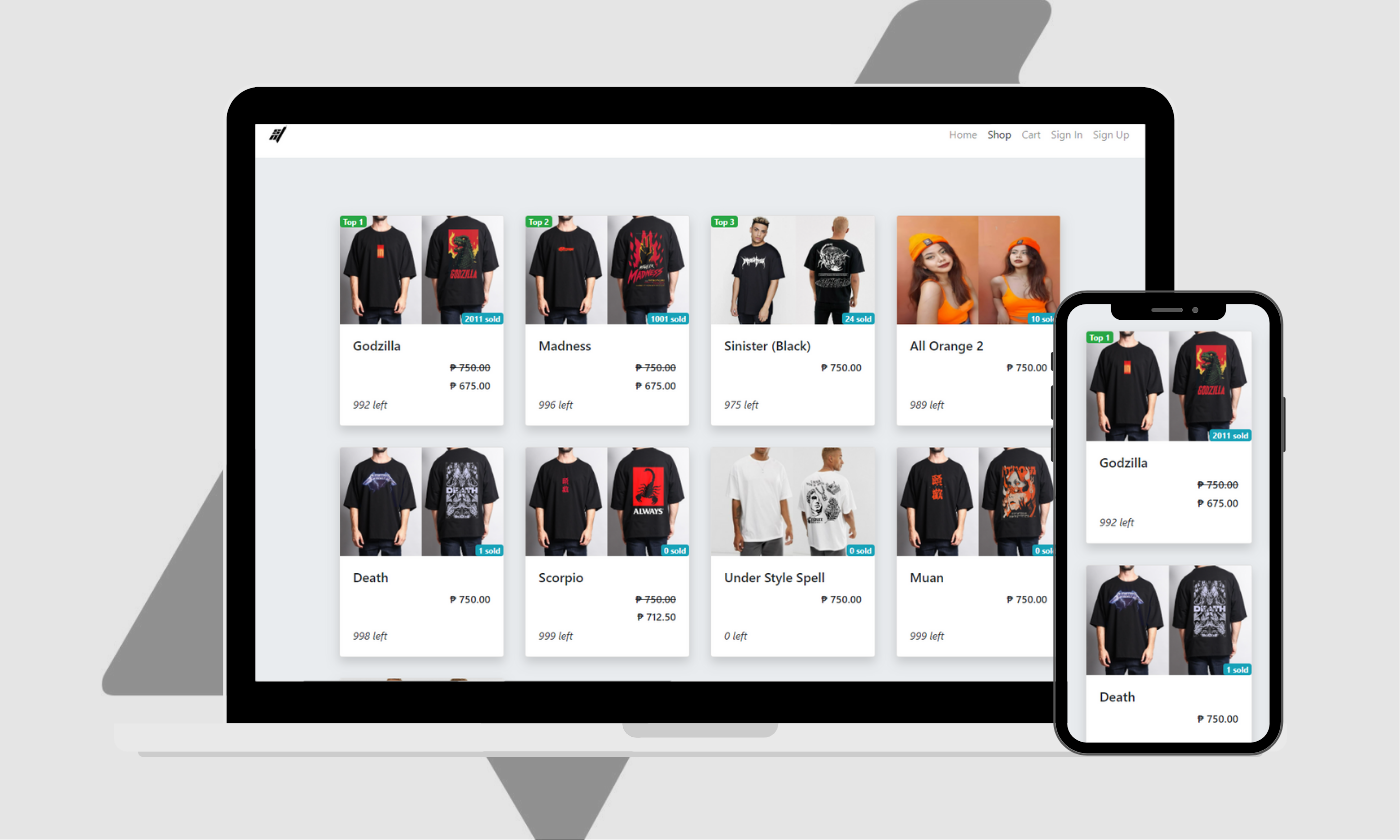 Home Shop Cart Sign In Sign Up
Top 1
GODZILLA
2011 sold
Godzilla
₱ 750.00
₱ 675.00
992 left
Top 2
MADNESS
1001 sold
Madness
₱ 750.00
₱ 675.00
996 left
Top 3
24 sold
Sinister (Black)
₱ 750.00
975 left
10 sol
All Orange 2
₱ 750.00
989 left
DEATH
1 sold
Death
₱ 750.00
998 left
ALWAYS
0 sold
Scorpio
₱ 750.00
₱ 712.50
999 left
0 sold
Under Style Spell
₱ 750.00
0 left
0 sol
Muan
₱ 750.00
999 left
Top 1
GODZILLA
2011 sold
Godzilla
₱ 750.00
₱ 675.00
992 left
DEATH
1 sold
Death
₱ 750.00